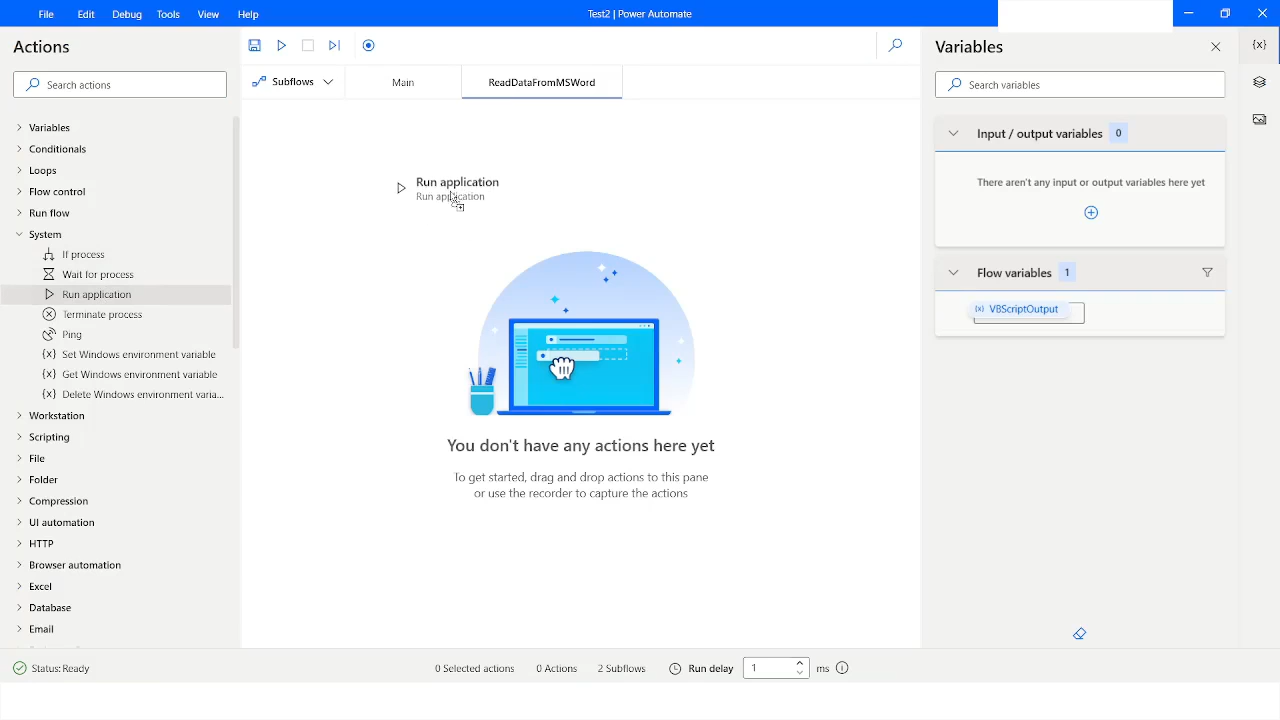 File Edit Debug Tools View Help
Test2 | Power Automate
Actions
Search actions
Variables
Conditionals
Loops
Flow control
Run flow
System
If process
Wait for process
Run application
Terminate process
Ping
{x} Set Windows environment variable
{x} Get Windows environment variable
{x} Delete Windows environment varia...
Workstation
Scripting
File
Folder
Compression
UI automation
HTTP
Browser automation
Excel
Database
Email
Subflows
Main
ReadDataFromMSWord
Run application
Run application
You don't have any actions here yet
To get started, drag and drop actions to this pane
or use the recorder to capture the actions
Variables
{x}
Search variables
Input / output variables 0
There aren't any input or output variables here yet
Flow variables 1
{x} VBScriptOutput
Status: Ready
0 Selected actions
0 Actions
2 Subflows
Run delay
1
ms